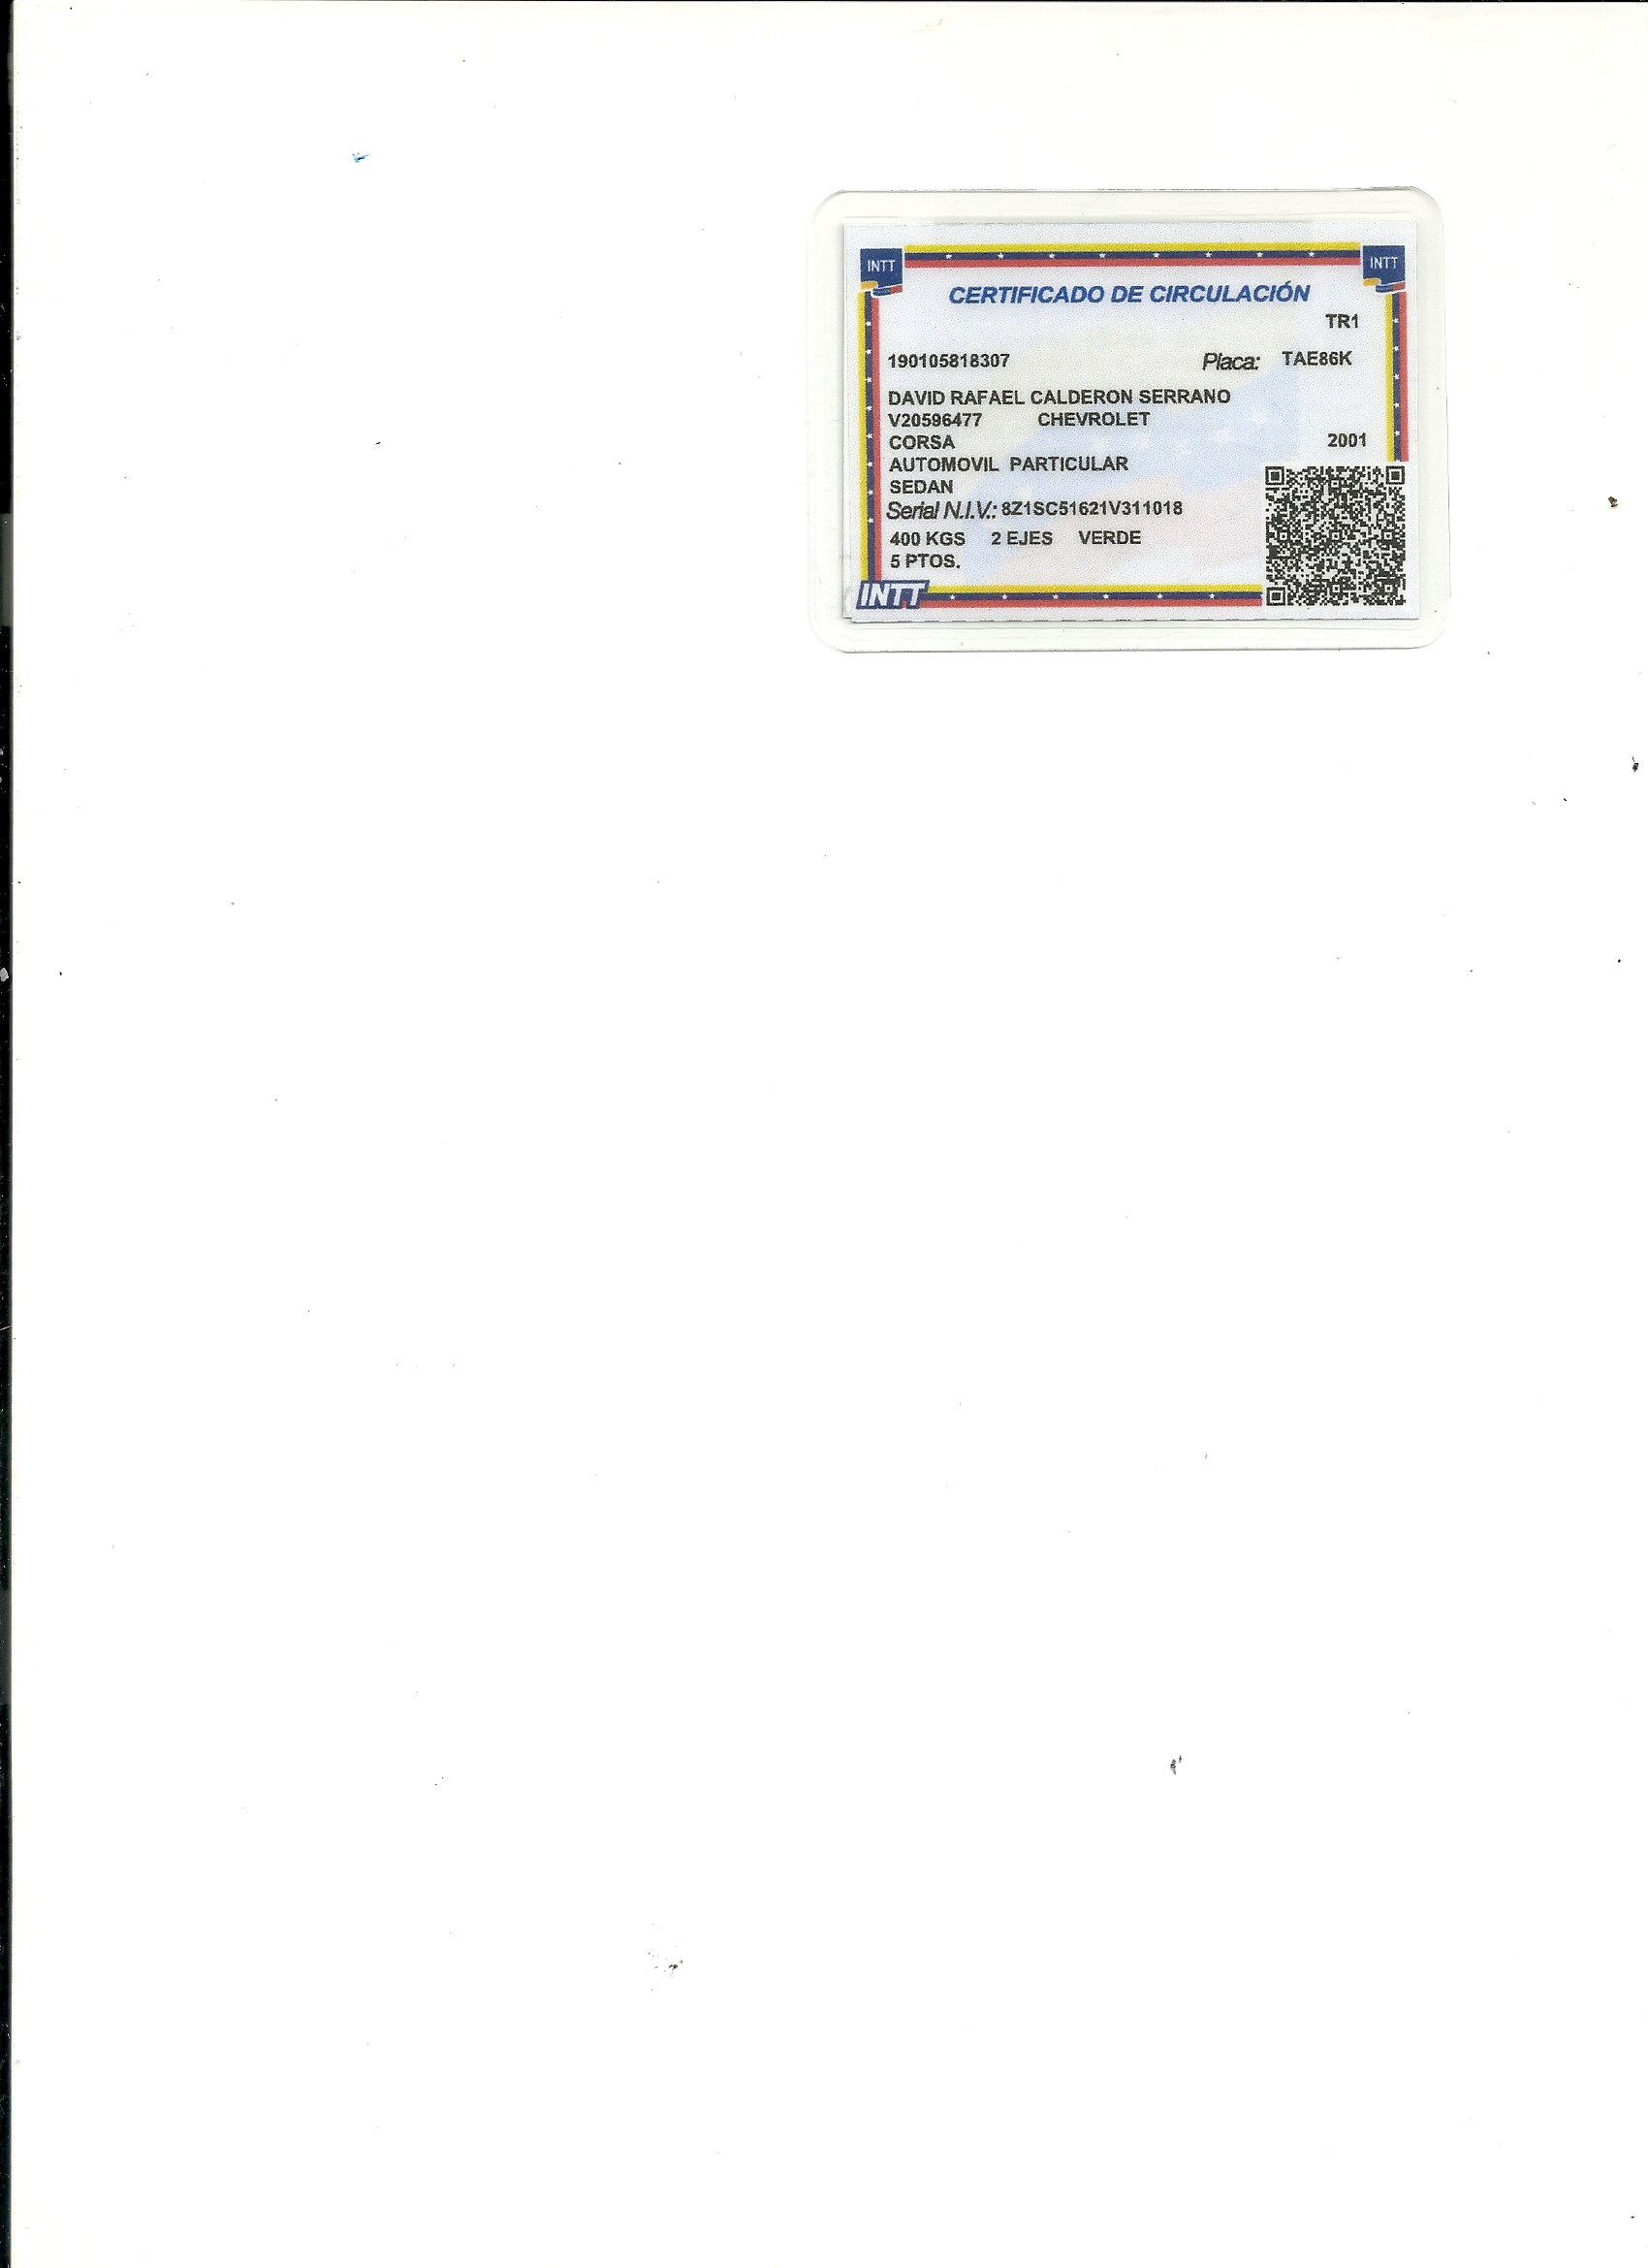 INTT INTT
CERTIFICADO DE CIRCULACIÓN
TR1
190105818307 Placa: TAE86K
DAVID RAFAEL CALDERON SERRANO
V20596477 CHEVROLET
CORSA 2001
AUTOMOVIL PARTICULAR
SEDAN
Serial N.I.V.: 8Z1SC51621V311018
400 KGS 2 EJES VERDE
5 PTOS.
INTT